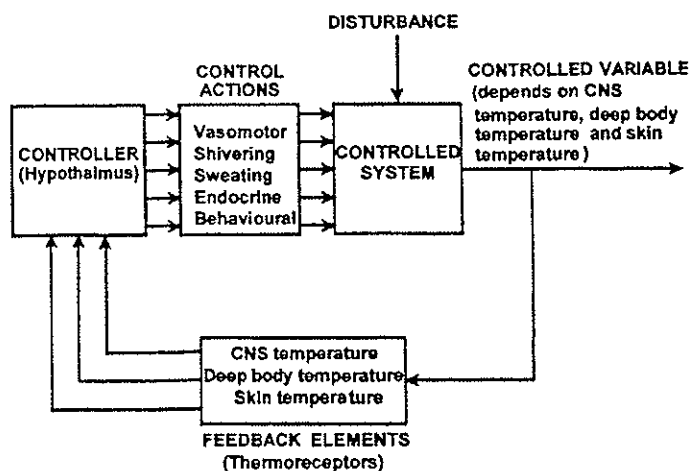 DISTURBANCE
CONTROL
ACTIONS
CONTROLLED VARIABLE
(depends on CNS
temperature, deep body
temperature and skin
temperature)
CONTROLLER
(Hypothalmus)
Vasomotor
Shivering
Sweating
Endocrine
Behavioural
CONTROLLED
SYSTEM
CNS temperature
Deep body temperature
Skin temperature
FEEDBACK ELEMENTS
(Thermoreceptors)